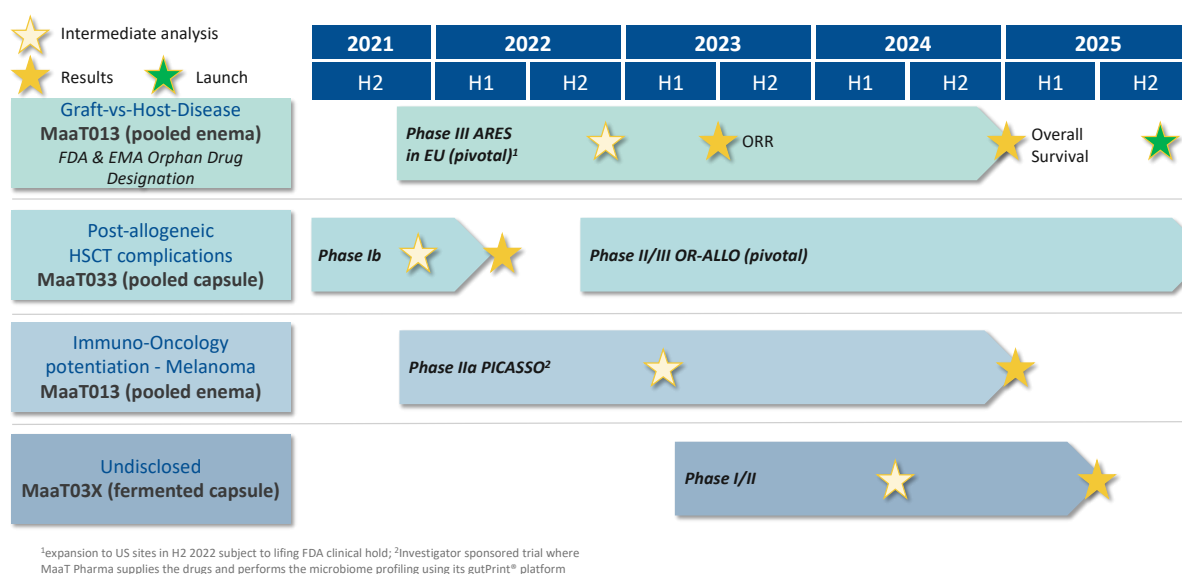 Intermediate analysis
Results
Launch
2021
2022
2023
2024
2025
H2
H1
H2
H1
H2
H1
H2
H1
H2
Graft-vs-Host-Disease
MaaT013 (pooled enema)
FDA & EMA Orphan Drug
Designation
Phase III ARES
in EU (pivotal)¹
ORR
Overall
Survival
Post-allogeneic
HSCT complications
MaaT033 (pooled capsule)
Phase Ib
Phase II/III OR-ALLO (pivotal)
Immuno-Oncology
potentiation - Melanoma
MaaT013 (pooled enema)
Phase IIa PICASSO²
Undisclosed
MaaT03X (fermented capsule)
Phase I/II
¹expansion to US sites in H2 2022 subject to lifing FDA clinical hold; ²Investigator sponsored trial where
MaaT Pharma supplies the drugs and performs the microbiome profiling using its gutPrint® platform